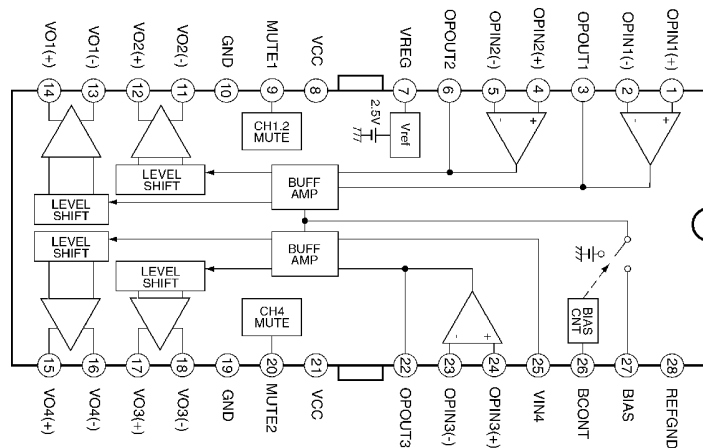 VO1(+)
VO1(-)
VO2(+)
VO2(-)
GND
MUTE1
VCC
VREG
OPOUT2
OPIN2(-)
OPIN2(+)
OPOUT1
OPIN1(-)
OPIN1(+)
14
13
12
11
10
9
8
7
6
5
4
3
2
1
2.5V
CH1.2
MUTE
Vref
-
+
-
+
LEVEL
SHIFT
BUFF
AMP
LEVEL
SHIFT
LEVEL
SHIFT
BUFF
AMP
LEVEL
SHIFT
CH4
MUTE
-
+
BIAS
CNT
15
16
17
18
19
20
21
22
23
24
25
26
27
28
VO4(+)
VO4(-)
VO3(+)
VO3(-)
GND
MUTE2
VCC
OPOUT3
OPIN3(-)
OPIN3(+)
VIN4
BCONT
BIAS
REFGND